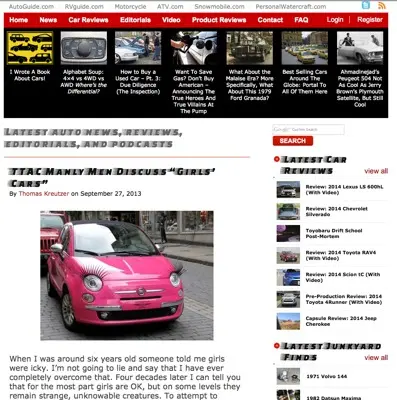 AutoGuide.com RVguide.com Motorcycle ATV.com Snowmobile.com PersonalWatercraft.com
Home News Car Reviews Editorials Video Product Reviews Contact FAQ Login | Register
I Wrote A Book
About Cars!
Alphabet Soup:
4×4 vs 4WD vs
AWD Where's the
Differential?
How to Buy a
Used Car – Pt. 3:
Due Diligence
(The Inspection)
Want To Save
Gas? Don't Buy
American –
Announcing The
True Heroes And
True Villains At The
Pump
What About the
Malaise Era? More
Specifically, What
About This 1979
Ford Granada?
Best Selling Cars
Around The
Globe: Portal To
All Of Them Here
Ahmadinejad's
Peugeot 504 Not
As Cool As Jerry
Brown's Plymouth
Satellite, But Still
Cool
Latest auto news, reviews,
editorials, and podcasts
TTAC Manly Men Discuss "Girls'
Cars"
By Thomas Kreutzer on September 27, 2013
When I was around six years old someone told me girls
were icky. I'm not going to lie and say that I have ever
completely overcome that. Four decades later I can tell you
that for the most part girls are OK, but on some levels they
remain strange, unknowable creatures. To attempt to
Google
SEARCH
Latest Car
Reviews
Review: 2014 Lexus LS 600hL
(With Video)
Review: 2014 Chevrolet
Silverado
Toyobaru Drift School
Post-Mortem
Review: 2014 Toyota RAV4
(With Video)
Review: 2014 Scion tC (With
Video)
Pre-Production Review: 2014
Toyota 4Runner (With Video)
Capsule Review: 2014 Jeep
Cherokee
Latest Junkyard
Finds
1971 Volvo 144
1982 Datsun Maxima